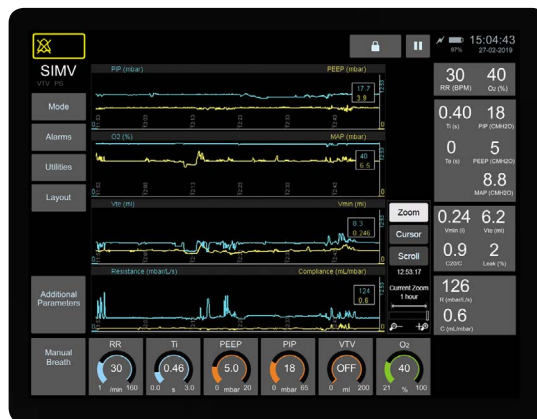 97%
15:04:43
27-02-2019
SIMV
VTV PS
Mode
Alarms
Utilities
Layout
Additional
Parameters
Manual
Breath
PIP (mbar)
PEEP (mbar)
17.7
3.9
O2 (%)
MAP (mbar)
40
6.5
Vte (ml)
Vmin (l)
8.3
0.246
Resistance (mbar/L/s)
Compliance (mL/mbar)
124
0.6
Zoom
Cursor
Scroll
12:53:17
Current Zoom
1 hour
30
RR (BPM)
40
O2 (%)
0.40
Ti (s)
18
PIP (CMH2O)
0
Te (s)
5
PEEP (CMH2O)
8.8
MAP (CMH2O)
0.24
Vmin (l)
6.2
Vte (ml)
0.9
C20/C
2
Leak (%)
126
R (mbar/L/s)
0.6
C (mL/mbar)
RR
30
1 /min 160
Ti
0.46
0.0 s 3.0
PEEP
5.0
0 mbar 20
PIP
18
0 mbar 65
VTV
OFF
0 ml 200
O2
40
21 % 100